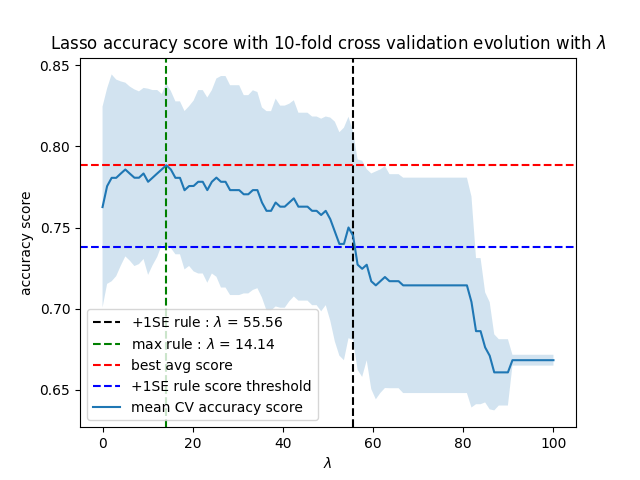 Lasso accuracy score with 10-fold cross validation evolution with λ
0.85
0.80
0.75
0.70
0.65
accuracy score
+1SE rule : λ = 55.56
max rule : λ = 14.14
best avg score
+1SE rule score threshold
mean CV accuracy score
0 20 40 60 80 100
λ